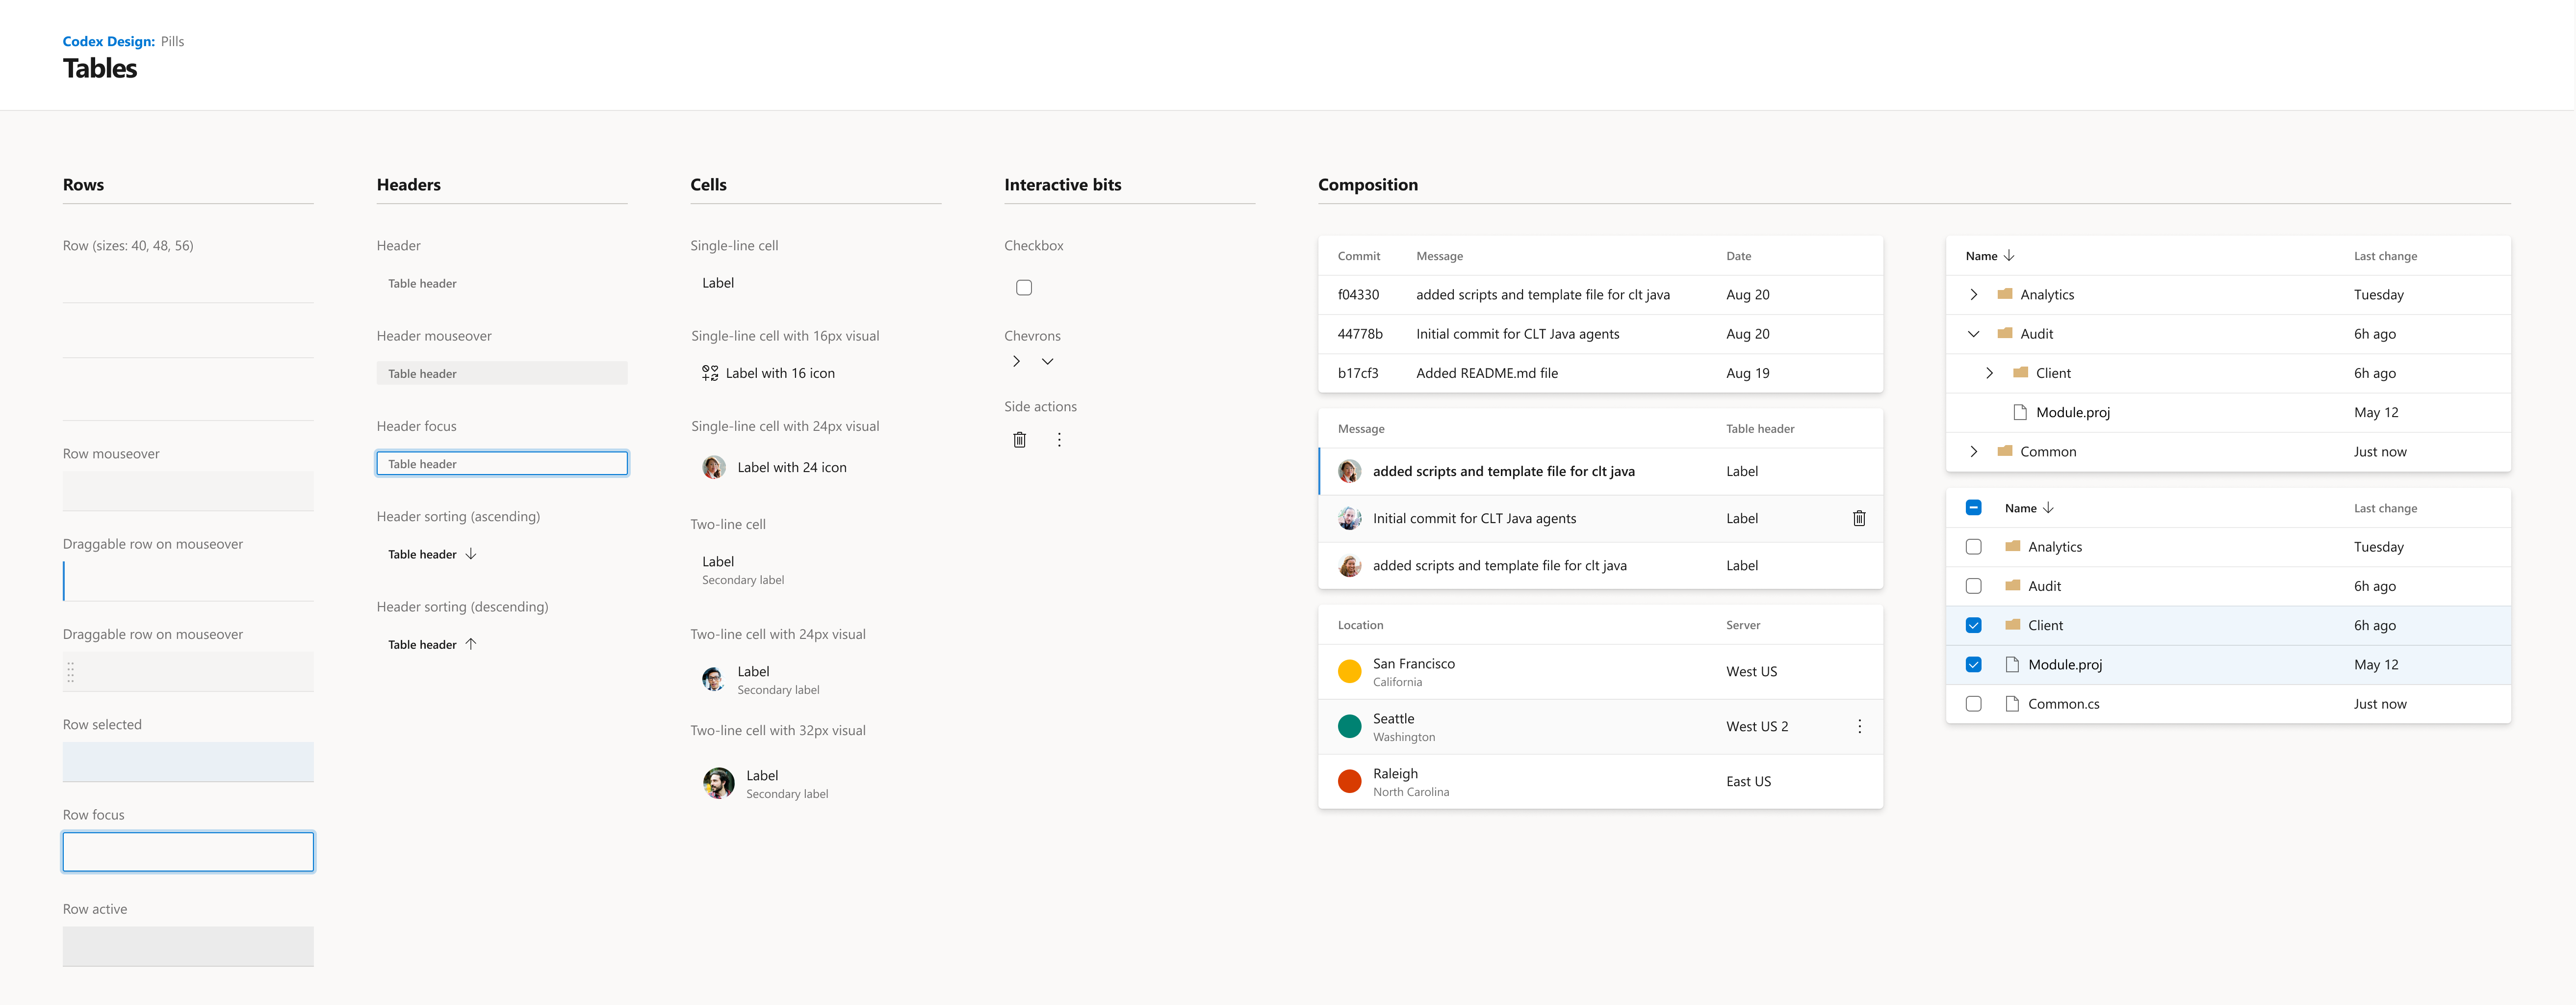 Codex Design: Pills
Tables
Rows
Row (sizes: 40, 48, 56)
Row mouseover
Draggable row on mouseover
Draggable row on mouseover
Row selected
Row focus
Row active
Headers
Header
Table header
Header mouseover
Table header
Header focus
Table header
Header sorting (ascending)
Table header
Header sorting (descending)
Table header
Cells
Single-line cell
Label
Single-line cell with 16px visual
Label with 16 icon
Single-line cell with 24px visual
Label with 24 icon
Two-line cell
Label
Secondary label
Two-line cell with 24px visual
Label
Secondary label
Two-line cell with 32px visual
Label
Secondary label
Interactive bits
Checkbox
Chevrons
Side actions
Composition
Commit Message Date
f04330 added scripts and template file for clt java Aug 20
44778b Initial commit for CLT Java agents Aug 20
b17cf3 Added README.md file Aug 19
Message Table header
added scripts and template file for clt java Label
Initial commit for CLT Java agents Label
added scripts and template file for clt java Label
Location Server
San Francisco West US
California
Seattle West US 2
Washington
Raleigh East US
North Carolina
Name Last change
Analytics Tuesday
Audit 6h ago
Client 6h ago
Module.proj May 12
Common Just now
Name Last change
Analytics Tuesday
Audit 6h ago
Client 6h ago
Module.proj May 12
Common.cs Just now